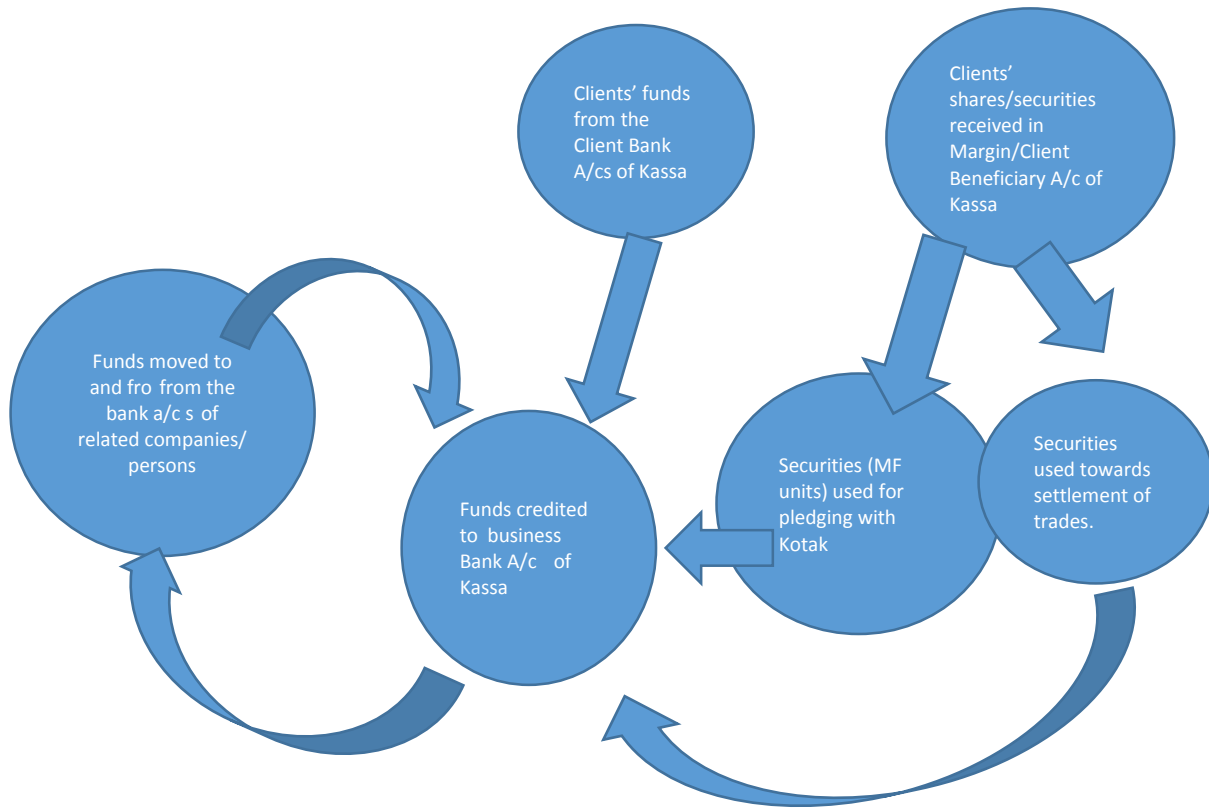 Clients’ funds
from the
Client Bank
A/cs of Kassa
Clients’
shares/securities
received in
Margin/Client
Beneficiary A/c of
Kassa
Funds moved to
and fro from the
bank a/c s of
related companies/
persons
Funds credited
to business
Bank A/c of
Kassa
Securities (MF
units) used for
pledging with
Kotak
Securities
used towards
settlement of
trades.